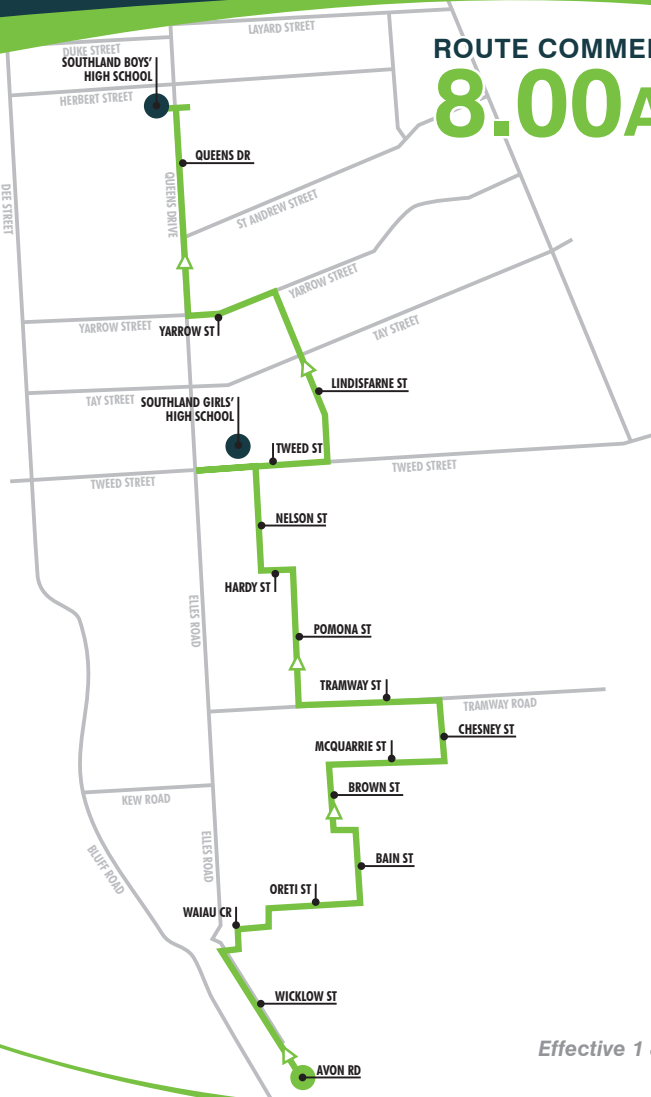 ROUTE COMME
8.00A
LAYARD STREET
DUKE STREET
SOUTHLAND BOYS'
HIGH SCHOOL
HERBERT STREET
QUEENS DR
DEE STREET
QUEENS DRIVE
ST ANDREW STREET
YARROW STREET
YARROW STREET
YARROW ST
TAY STREET
LINDISFARNE ST
TAY STREET
SOUTHLAND GIRLS'
HIGH SCHOOL
TWEED ST
TWEED STREET
TWEED STREET
NELSON ST
HARDY ST
ELLES ROAD
POMONA ST
TRAMWAY ST
TRAMWAY ROAD
CHESNEY ST
MCQUARRIE ST
BROWN ST
KEW ROAD
ELLES ROAD
BLUFF ROAD
BAIN ST
ORETI ST
WAIAU CR
WICKLOW ST
Effective 1
AVON RD